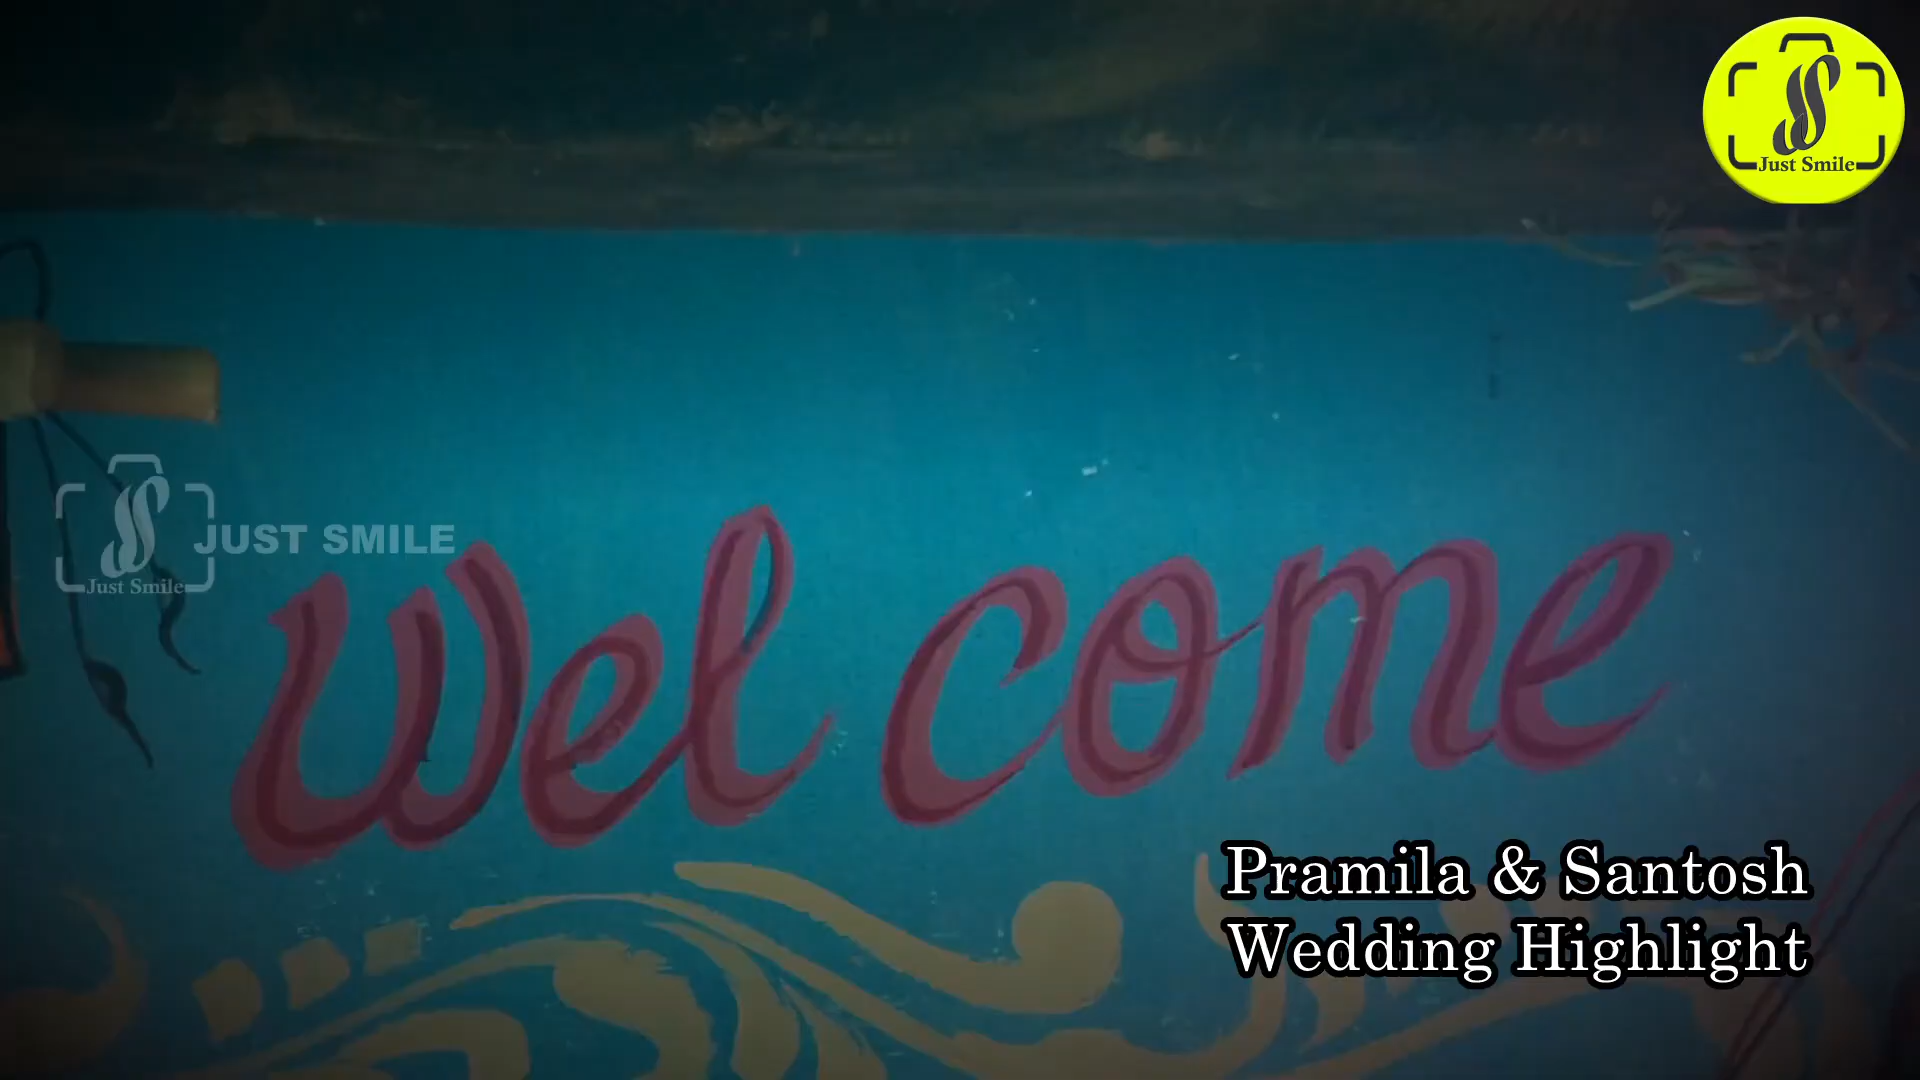 Just Smile
JUST SMILE
Just Smile
Wel come
Pramila & Santosh
Wedding Highlight